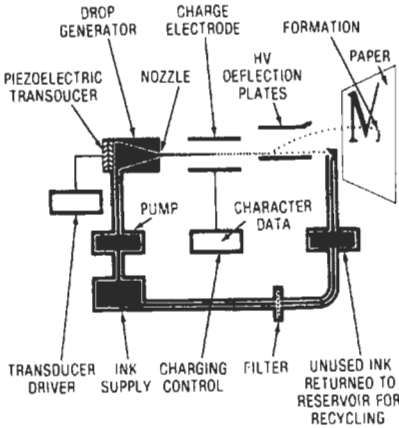 DROP
GENERATOR
CHARGE
ELECTRODE
FORMATION
PIEZOELECTRIC
TRANSDUCER
NOZZLE
HV
DEFLECTION
PLATES
PAPER
M
PUMP
CHARACTER
DATA
TRANSDUCER
DRIVER
INK
SUPPLY
CHARGING
CONTROL
FILTER
UNUSED INK
RETURNED TO
RESERVOIR FOR
RECYCLING